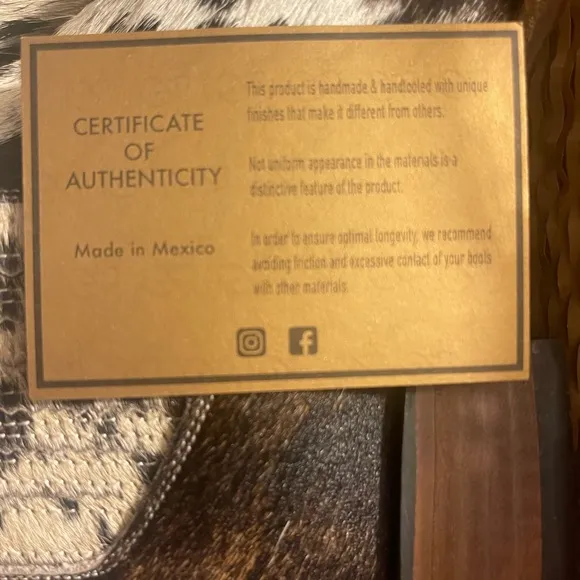 CERTIFICATE
OF
AUTHENTICITY
Made in Mexico
This product is handmade & handtooled with unique
finishes that make it different from others.
Not uniform appearance in the materials is a
distinctive feature of the product.
In order to ensure optimal longevity, we recommend
avoiding friction and excessive contact of your boots
with other materials.